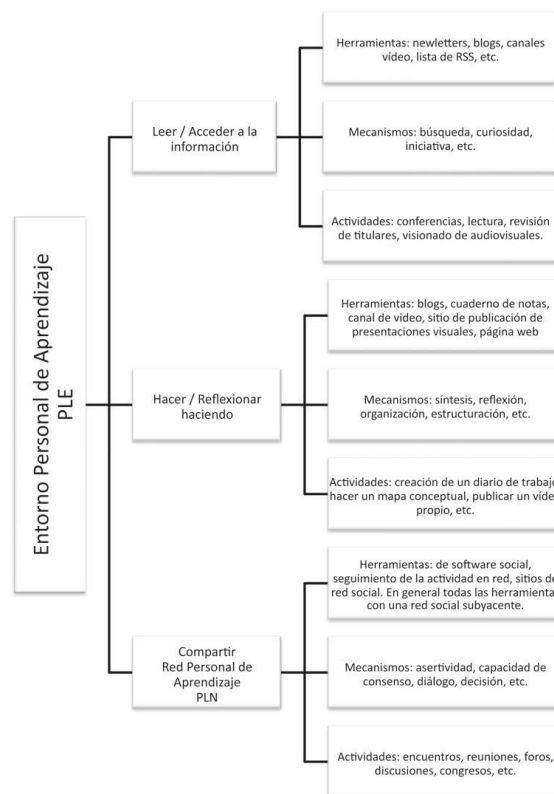 Entorno Personal de Aprendizaje
PLE
Leer / Acceder a la
información
Herramientas: newletters, blogs, canales
vídeo, lista de RSS, etc.
Mecanismos: búsqueda, curiosidad,
iniciativa, etc.
Actividades: conferencias, lectura, revisión
de titulares, visionado de audiovisuales.
Hacer / Reflexionar
haciendo
Herramientas: blogs, cuaderno de notas,
canal de video, sitio de publicación de
presentaciones visuales, página web
Mecanismos: síntesis, reflexión,
organización, estructuración, etc.
Actividades: creación de un diario de trabajo
hacer un mapa conceptual, publicar un víde
propio, etc.
Compartir
Red Personal de
Aprendizaje
PLN
Herramientas: de software social,
seguimiento de la actividad en red, sitios de
red social. En general todas las herramienta
con una red social subyacente.
Mecanismos: asertividad, capacidad de
consenso, diálogo, decisión, etc.
Actividades: encuentros, reuniones, foros,
discusiones, congresos, etc.